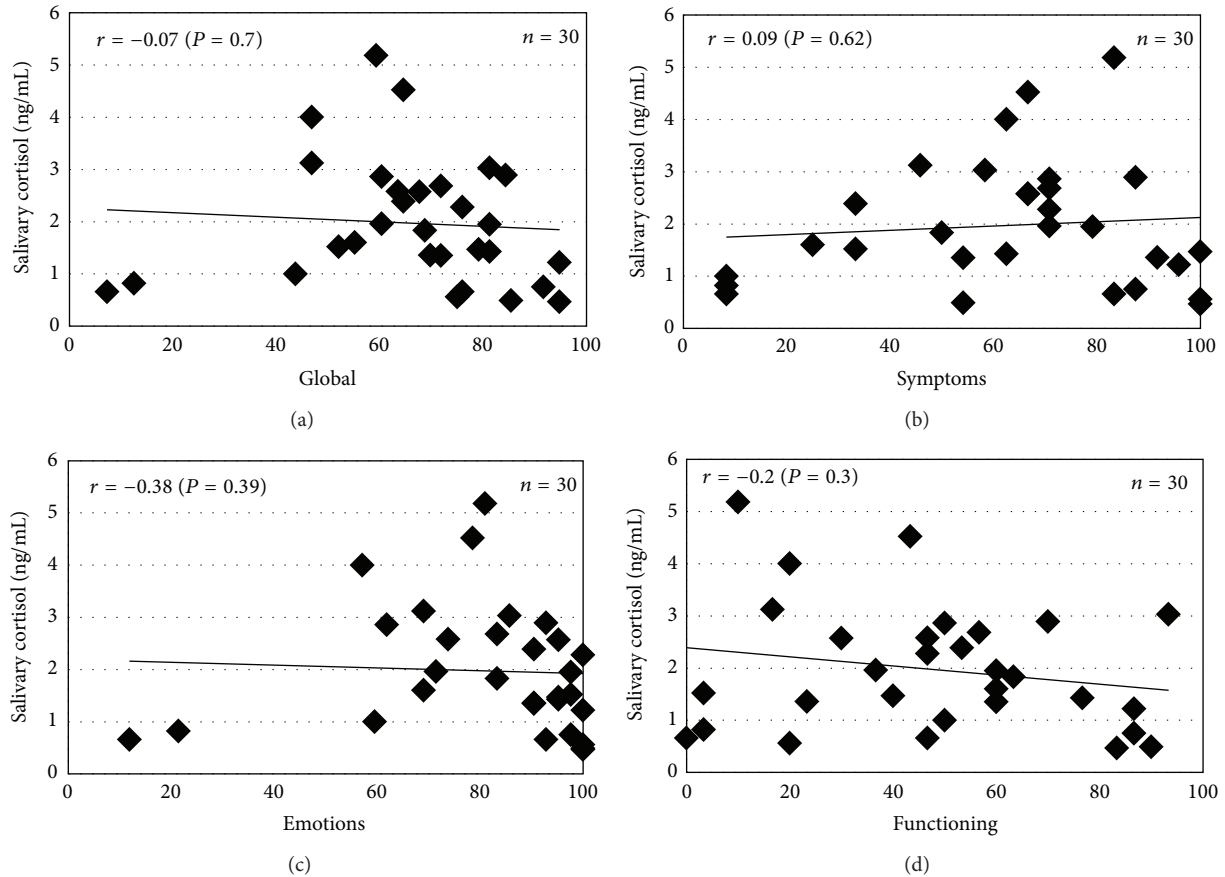 6
r = −0.07 (P = 0.7)
n = 30
5
4
3
2
1
0
Salivary cortisol (ng/mL)
0 20 40 60 80 100
Global
(a)
6
r = 0.09 (P = 0.62)
n = 30
5
4
3
2
1
0
Salivary cortisol (ng/mL)
0 20 40 60 80 100
Symptoms
(b)
6
r = −0.38 (P = 0.39)
n = 30
5
4
3
2
1
0
Salivary cortisol (ng/mL)
0 20 40 60 80 100
Emotions
(c)
6
r = −0.2 (P = 0.3)
n = 30
5
4
3
2
1
0
Salivary cortisol (ng/mL)
0 20 40 60 80 100
Functioning
(d)